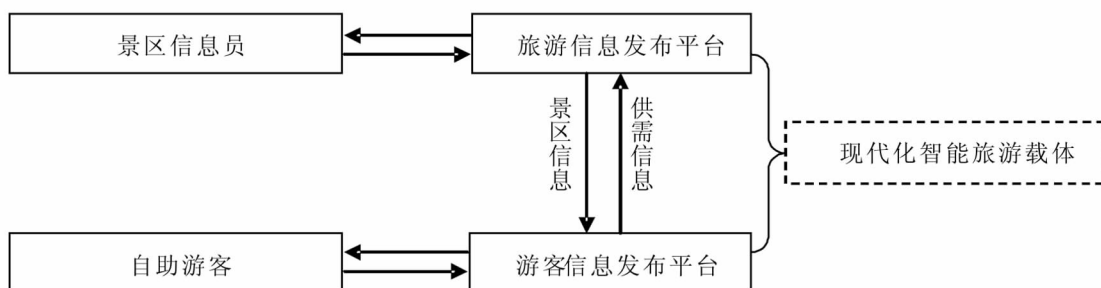 景区信息员
旅游信息发布平台
景区信息
供需信息
现代化智能旅游载体
自助游客
游客信息发布平台